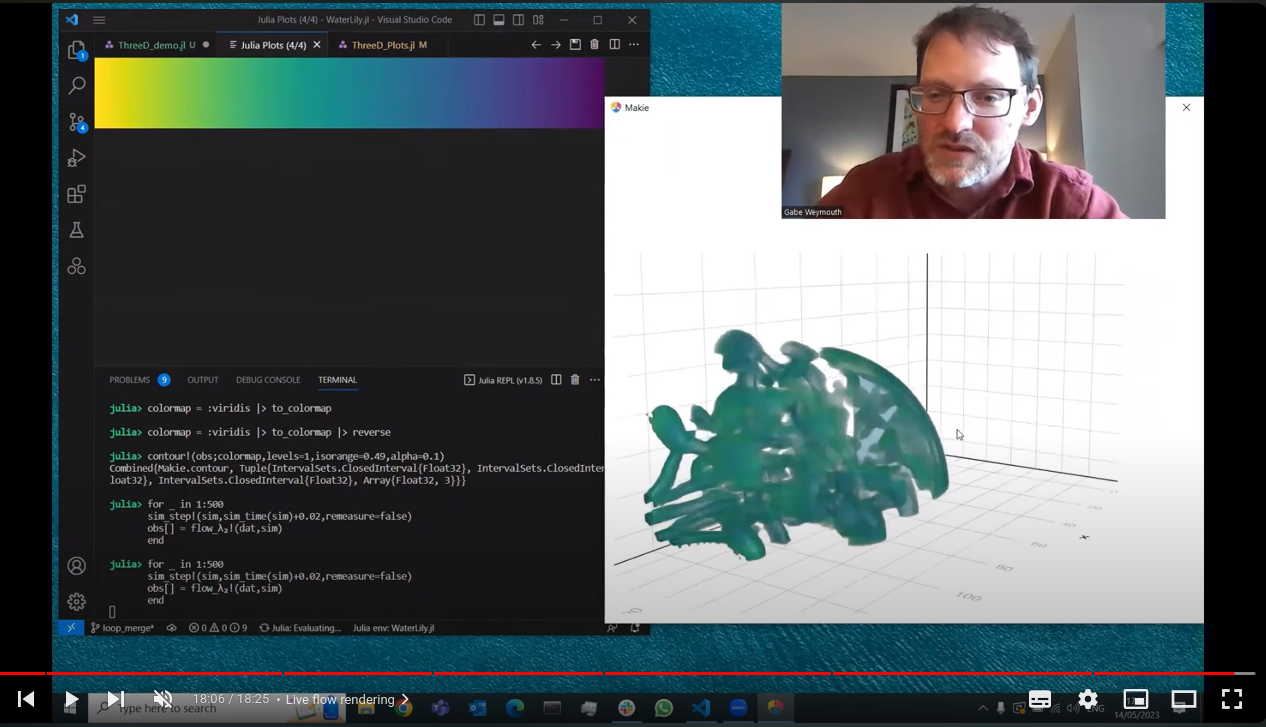 Julia Plots (4/4) - WaterLily.jl - Visual Studio Code
ThreeD_demo.jl U
Julia Plots (4/4)
ThreeD_Plots.jl M
1
4
Makie
Gabe Weymouth
PROBLEMS 9 OUTPUT DEBUG CONSOLE TERMINAL
Julia REPL (v1.8.5)
julia> colormap = :viridis |> to_colormap
julia> colormap = :viridis |> to_colormap |> reverse
julia> contour!(obs;colormap,levels=1,isorange=0.49,alpha=0.1)
Combined{Makie.contour, Tuple{IntervalSets.ClosedInterval{Float32}, IntervalSets.ClosedInter
loat32}, IntervalSets.ClosedInterval{Float32}, Array{Float32, 3}}}
julia> for _ in 1:500
sim_step!(sim,sim_time(sim)+0.02,remeasure=false)
obs[] = flow_λ₂!(dat,sim)
end
julia> for _ in 1:500
sim_step!(sim,sim_time(sim)+0.02,remeasure=false)
obs[] = flow_λ₂!(dat,sim)
end
x
60
80
100
loop_merge* 0 0 9 Julia: Evaluating... Julia env: WaterLily.jl
18:06 / 18:25 • Live flow rendering
Type here to search
ENG
14/05/2023